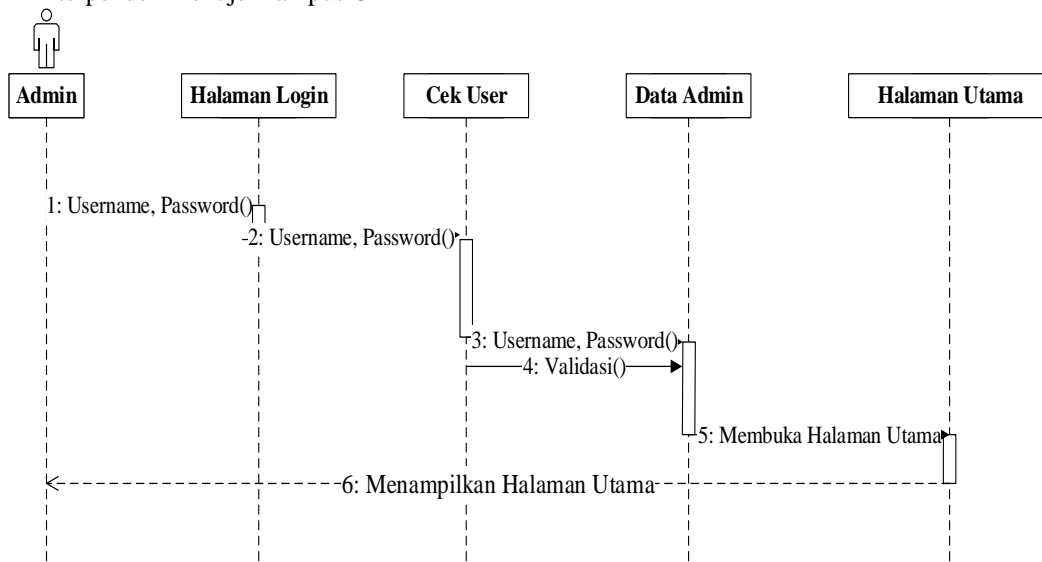 Admin
Halaman Login
Cek User
Data Admin
Halaman Utama
1: Username, Password()
2: Username, Password()
3: Username, Password()
4: Validasi()
5: Membuka Halaman Utama
6: Menampilkan Halaman Utama